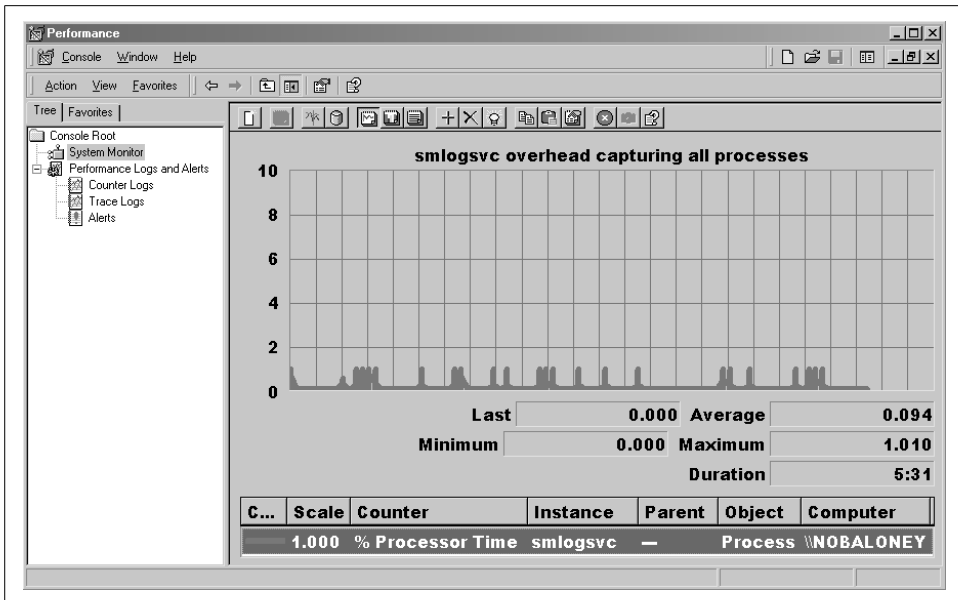 Performance
Console Window Help
Action View Favorites
Tree Favorites
Console Root
System Monitor
Performance Logs and Alerts
Counter Logs
Trace Logs
Alerts
smlogsvc overhead capturing all processes
10
8
6
4
2
0
Last 0.000 Average 0.094
Minimum 0.000 Maximum 1.010
Duration 5:31
C... Scale Counter Instance Parent Object Computer
1.000 % Processor Time smlogsvc — Process \\NOBALONEY